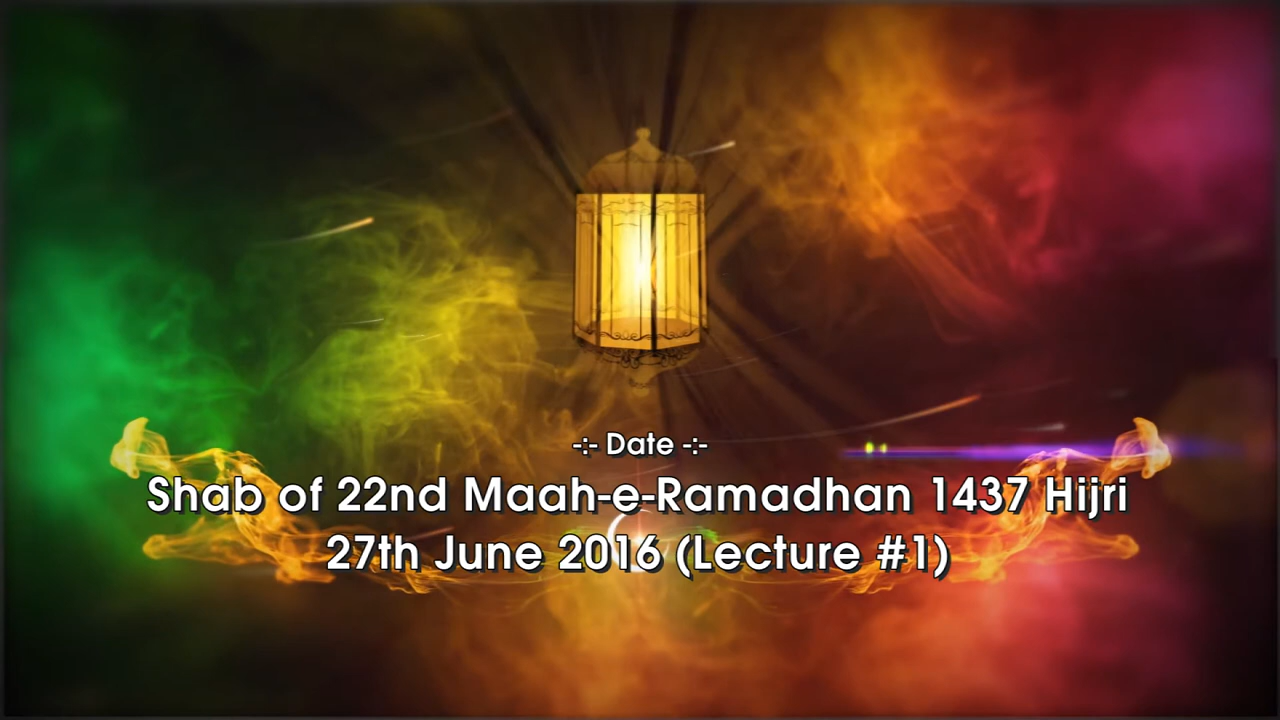 -:- Date -:-
Shab of 22nd Maah-e-Ramadhan 1437 Hijri
27th June 2016 (Lecture #1)